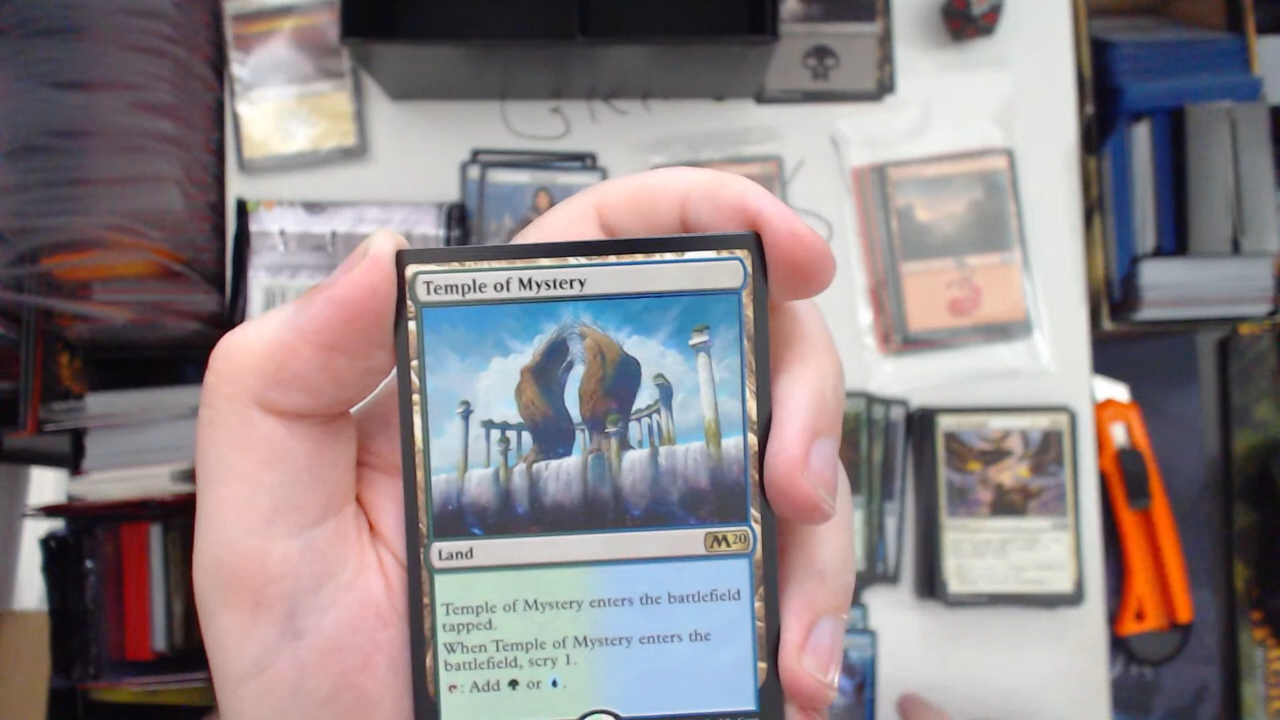 Temple of Mystery
Land
M20
Temple of Mystery enters the battlefield
tapped.
When Temple of Mystery enters the
battlefield, scry 1.
: Add or .